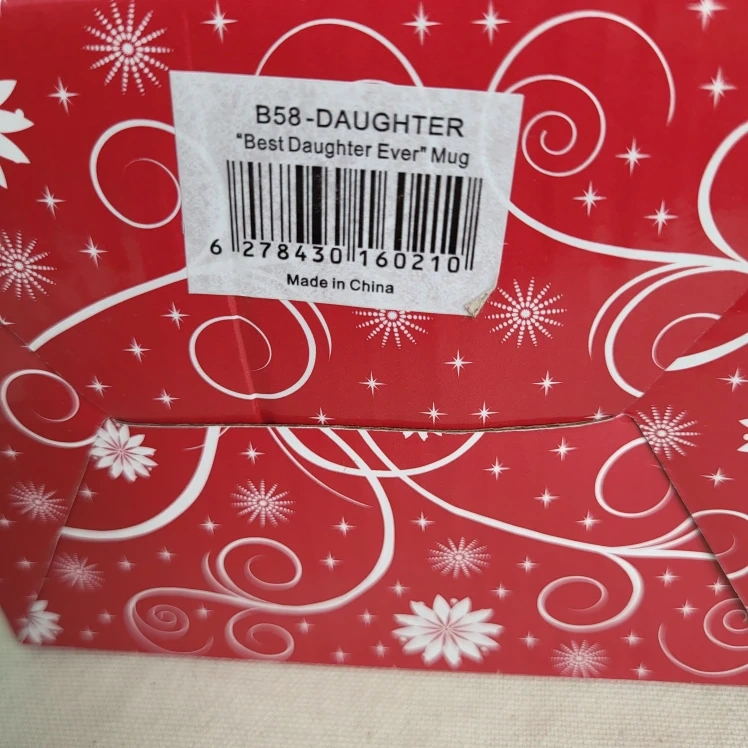 B58-DAUGHTER
"Best Daughter Ever" Mug
6 278430 160210
Made in China